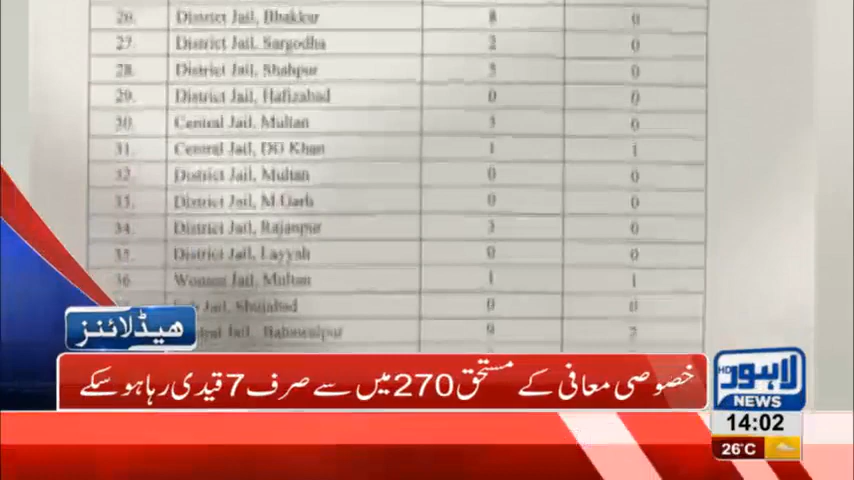 26. District Jail, Bhakkar 8 0
27. District Jail, Sargodha 2 0
28. District Jail, Shahpur 3 0
29. District Jail, Hafizabad 0 0
30. Central Jail, Multan 3 0
31. Central Jail, DG Khan 1 1
32. District Jail, Multan 0 0
33. District Jail, M.Garh 0 0
34. District Jail, Rajanpur 3 0
35. District Jail, Layyah 0 0
36. Women Jail, Multan 1 1
Jail, Shujabad 0 0
Jail, Bahawalpur 2
ہیڈلائنز
خصوصی معافی کے مستحق 270 میں سے صرف 7 قیدی رہا ہو سکے
لاہور HD
NEWS
14:02
26°C